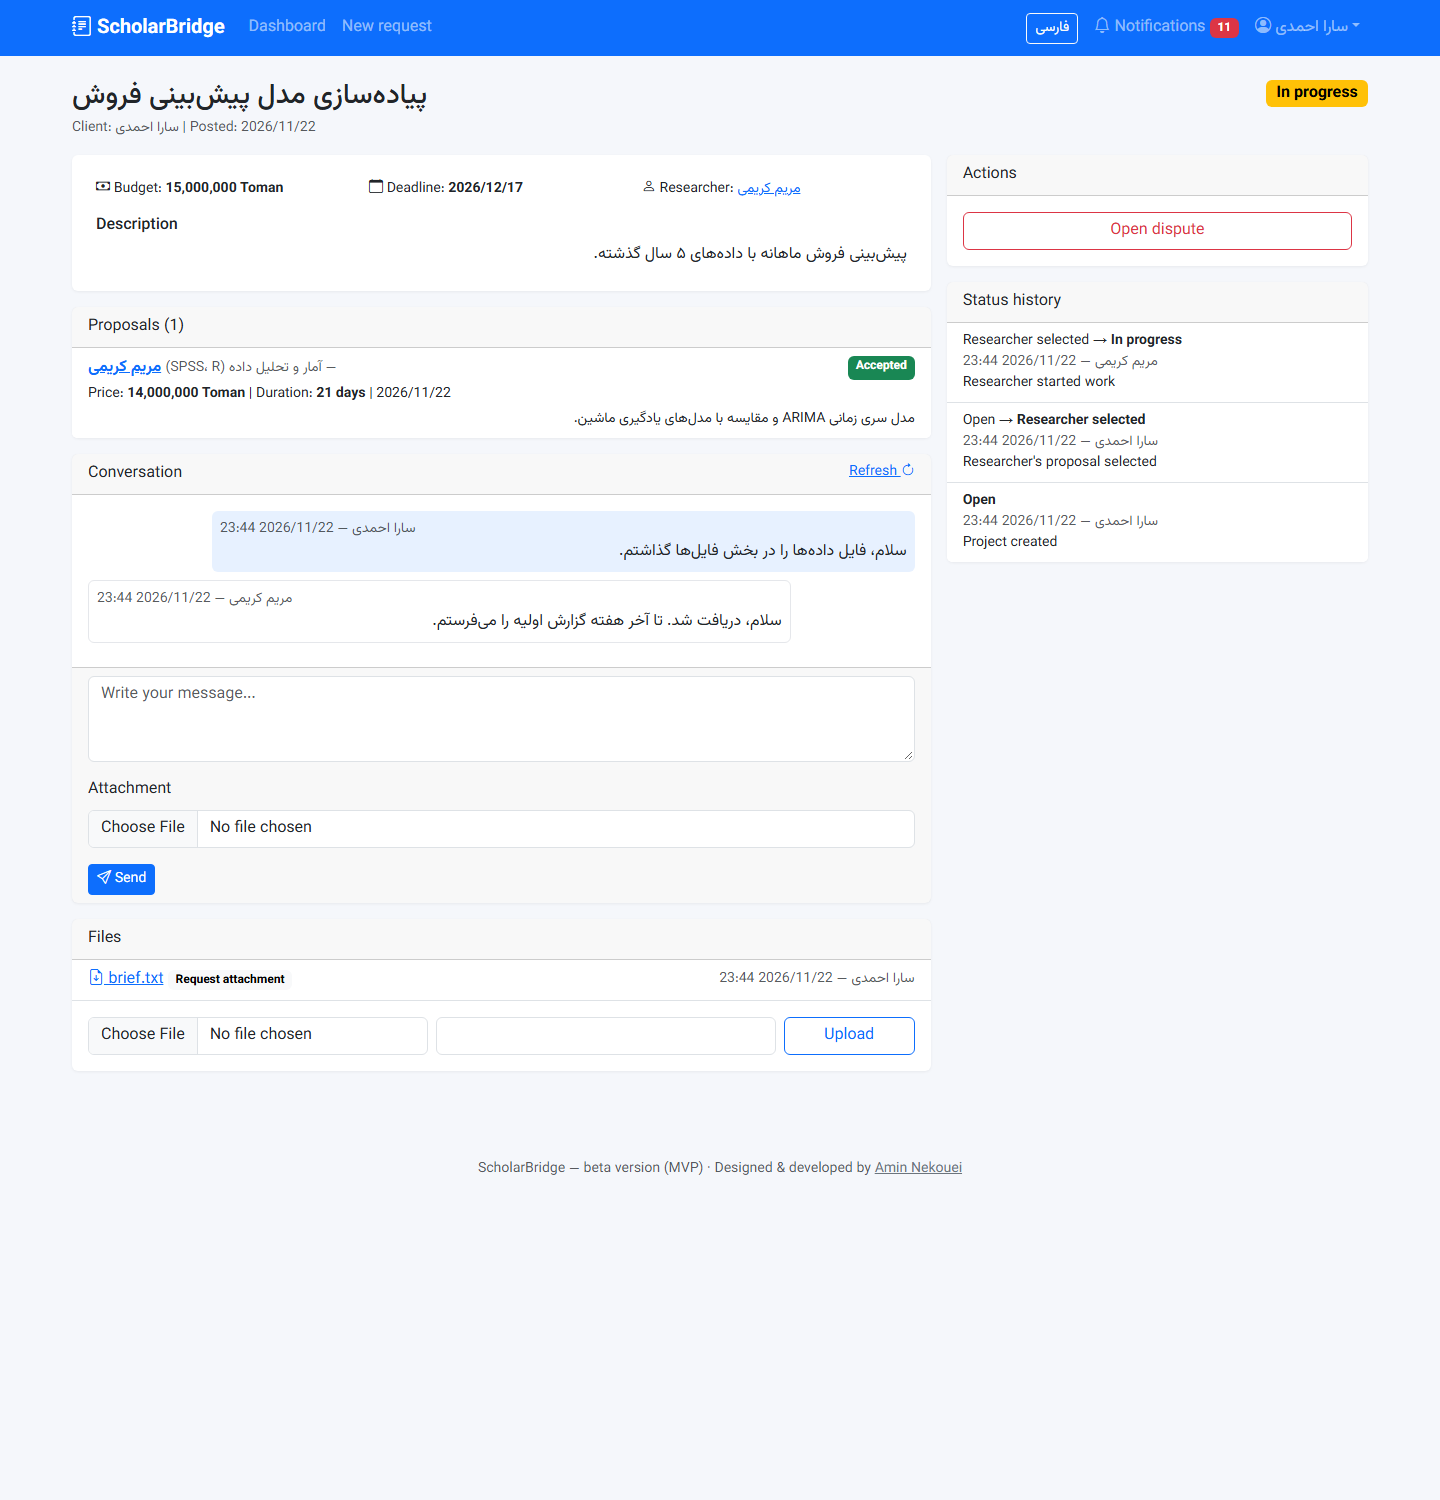 ScholarBridge Dashboard New request فارسی Notifications 11 سارا احمدی
پیاده‌سازی مدل پیش‌بینی فروش
In progress
Client: سارا احمدی | Posted: 2026/11/22
Budget: 15,000,000 Toman
Deadline: 2026/12/17
Researcher: مریم کریمی
Description
پیش‌بینی فروش ماهانه با داده‌های ۵ سال گذشته.
Proposals (1)
مریم کریمی (SPSS، R) آمار و تحلیل داده —
Accepted
Price: 14,000,000 Toman | Duration: 21 days | 2026/11/22
مدل سری زمانی ARIMA و مقایسه با مدل‌های یادگیری ماشین.
Conversation
Refresh
سارا احمدی — 2026/11/22 23:44
سلام، فایل داده‌ها را در بخش فایل‌ها گذاشتم.
مریم کریمی — 2026/11/22 23:44
سلام، دریافت شد. تا آخر هفته گزارش اولیه را می‌فرستم.
Write your message...
Attachment
Choose File No file chosen
Send
Files
brief.txt Request attachment
سارا احمدی — 2026/11/22 23:44
Choose File No file chosen
Upload
Actions
Open dispute
Status history
Researcher selected → In progress
مریم کریمی — 2026/11/22 23:44
Researcher started work
Open → Researcher selected
سارا احمدی — 2026/11/22 23:44
Researcher's proposal selected
Open
سارا احمدی — 2026/11/22 23:44
Project created
ScholarBridge — beta version (MVP) · Designed & developed by Amin Nekouei